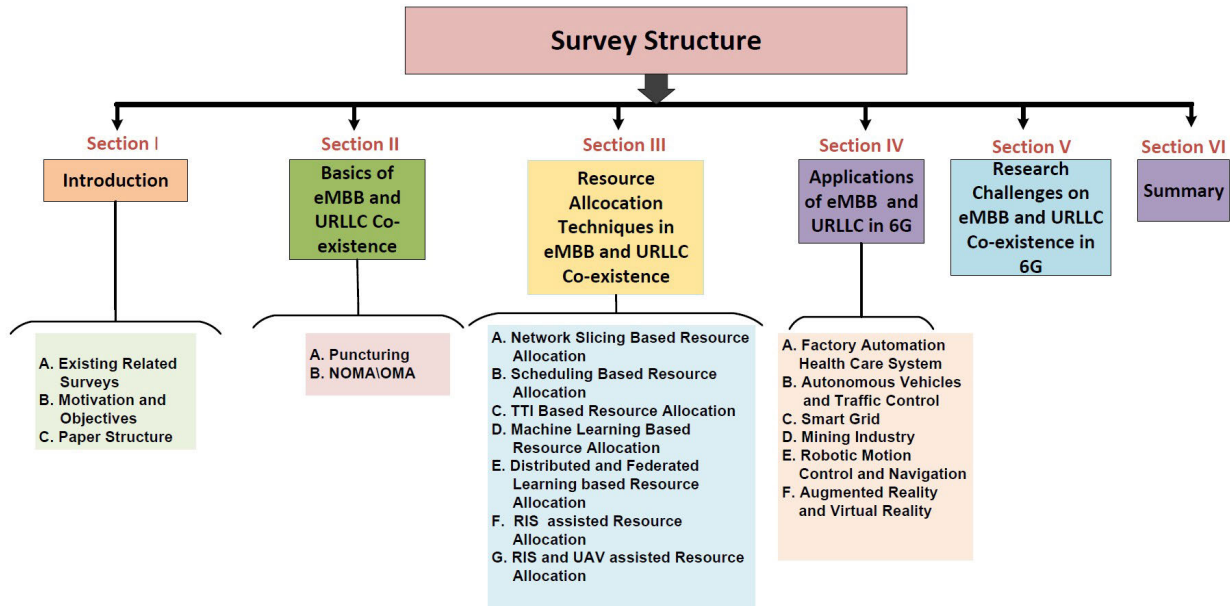 Survey Structure
Section I
Introduction
A. Existing Related
Surveys
B. Motivation and
Objectives
C. Paper Structure
Section II
Basics of
eMBB and
URLLC Co-
existence
A. Puncturing
B. NOMA\OMA
Section III
Resource
Allcocation
Techniques in
eMBB and URLLC
Co-existence
A. Network Slicing Based Resource
Allocation
B. Scheduling Based Resource
Allocation
C. TTI Based Resource Allocation
D. Machine Learning Based
Resource Allocation
E. Distributed and Federated
Learning based Resource
Allocation
F. RIS assisted Resource
Allocation
G. RIS and UAV assisted Resource
Allocation
Section IV
Applications
of eMBB and
URLLC in 6G
A. Factory Automation
Health Care System
B. Autonomous Vehicles
and Traffic Control
C. Smart Grid
D. Mining Industry
E. Robotic Motion
Control and Navigation
F. Augmented Reality
and Virtual Reality
Section V
Research
Challenges on
eMBB and URLLC
Co-existence in
6G
Section VI
Summary